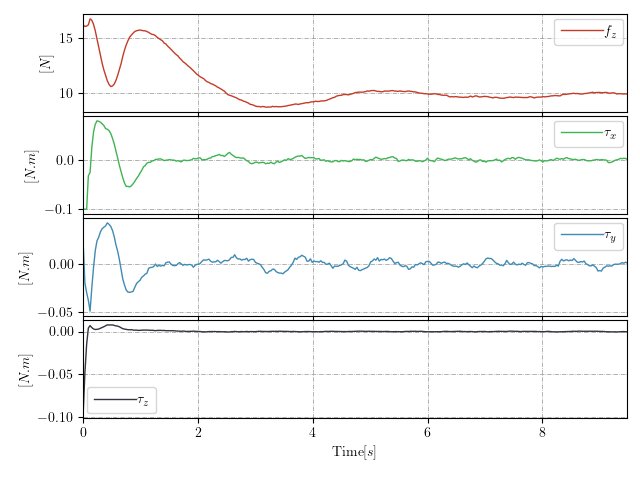 15
10
[N]
f_z
0.0
−0.1
[N.m]
τ_x
0.00
−0.05
[N.m]
τ_y
0.00
−0.05
−0.10
[N.m]
τ_z
0 2 4 6 8
Time[s]